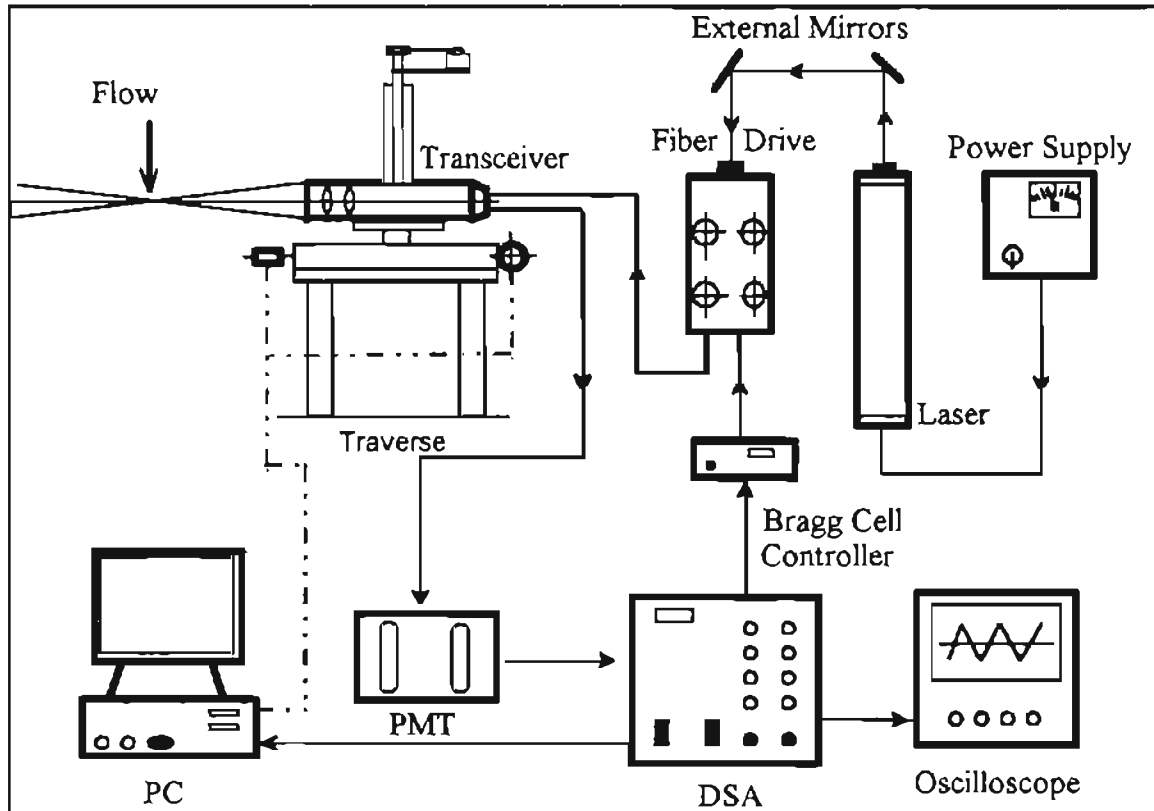 External Mirrors
Flow
Fiber Drive
Transceiver
Power Supply
Laser
Traverse
Bragg Cell
Controller
PMT
PC
DSA
Oscilloscope